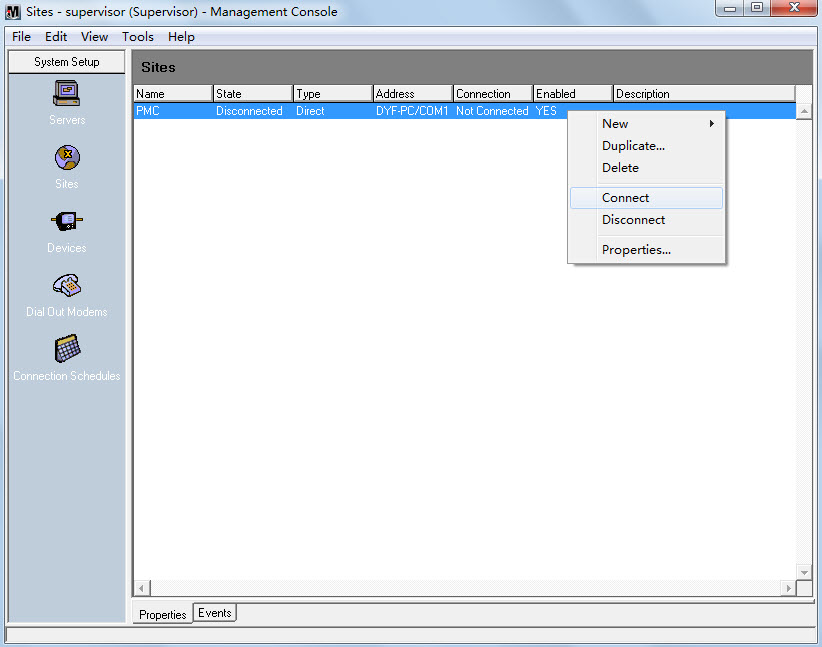 Sites - supervisor (Supervisor) - Management Console
File Edit View Tools Help
System Setup
Servers
Sites
Devices
Dial Out Modems
Connection Schedules
Sites
Name State Type Address Connection Enabled Description
PMC Disconnected Direct DYF-PC/COM1 Not Connected YES
New
Duplicate...
Delete
Connect
Disconnect
Properties...
Properties Events